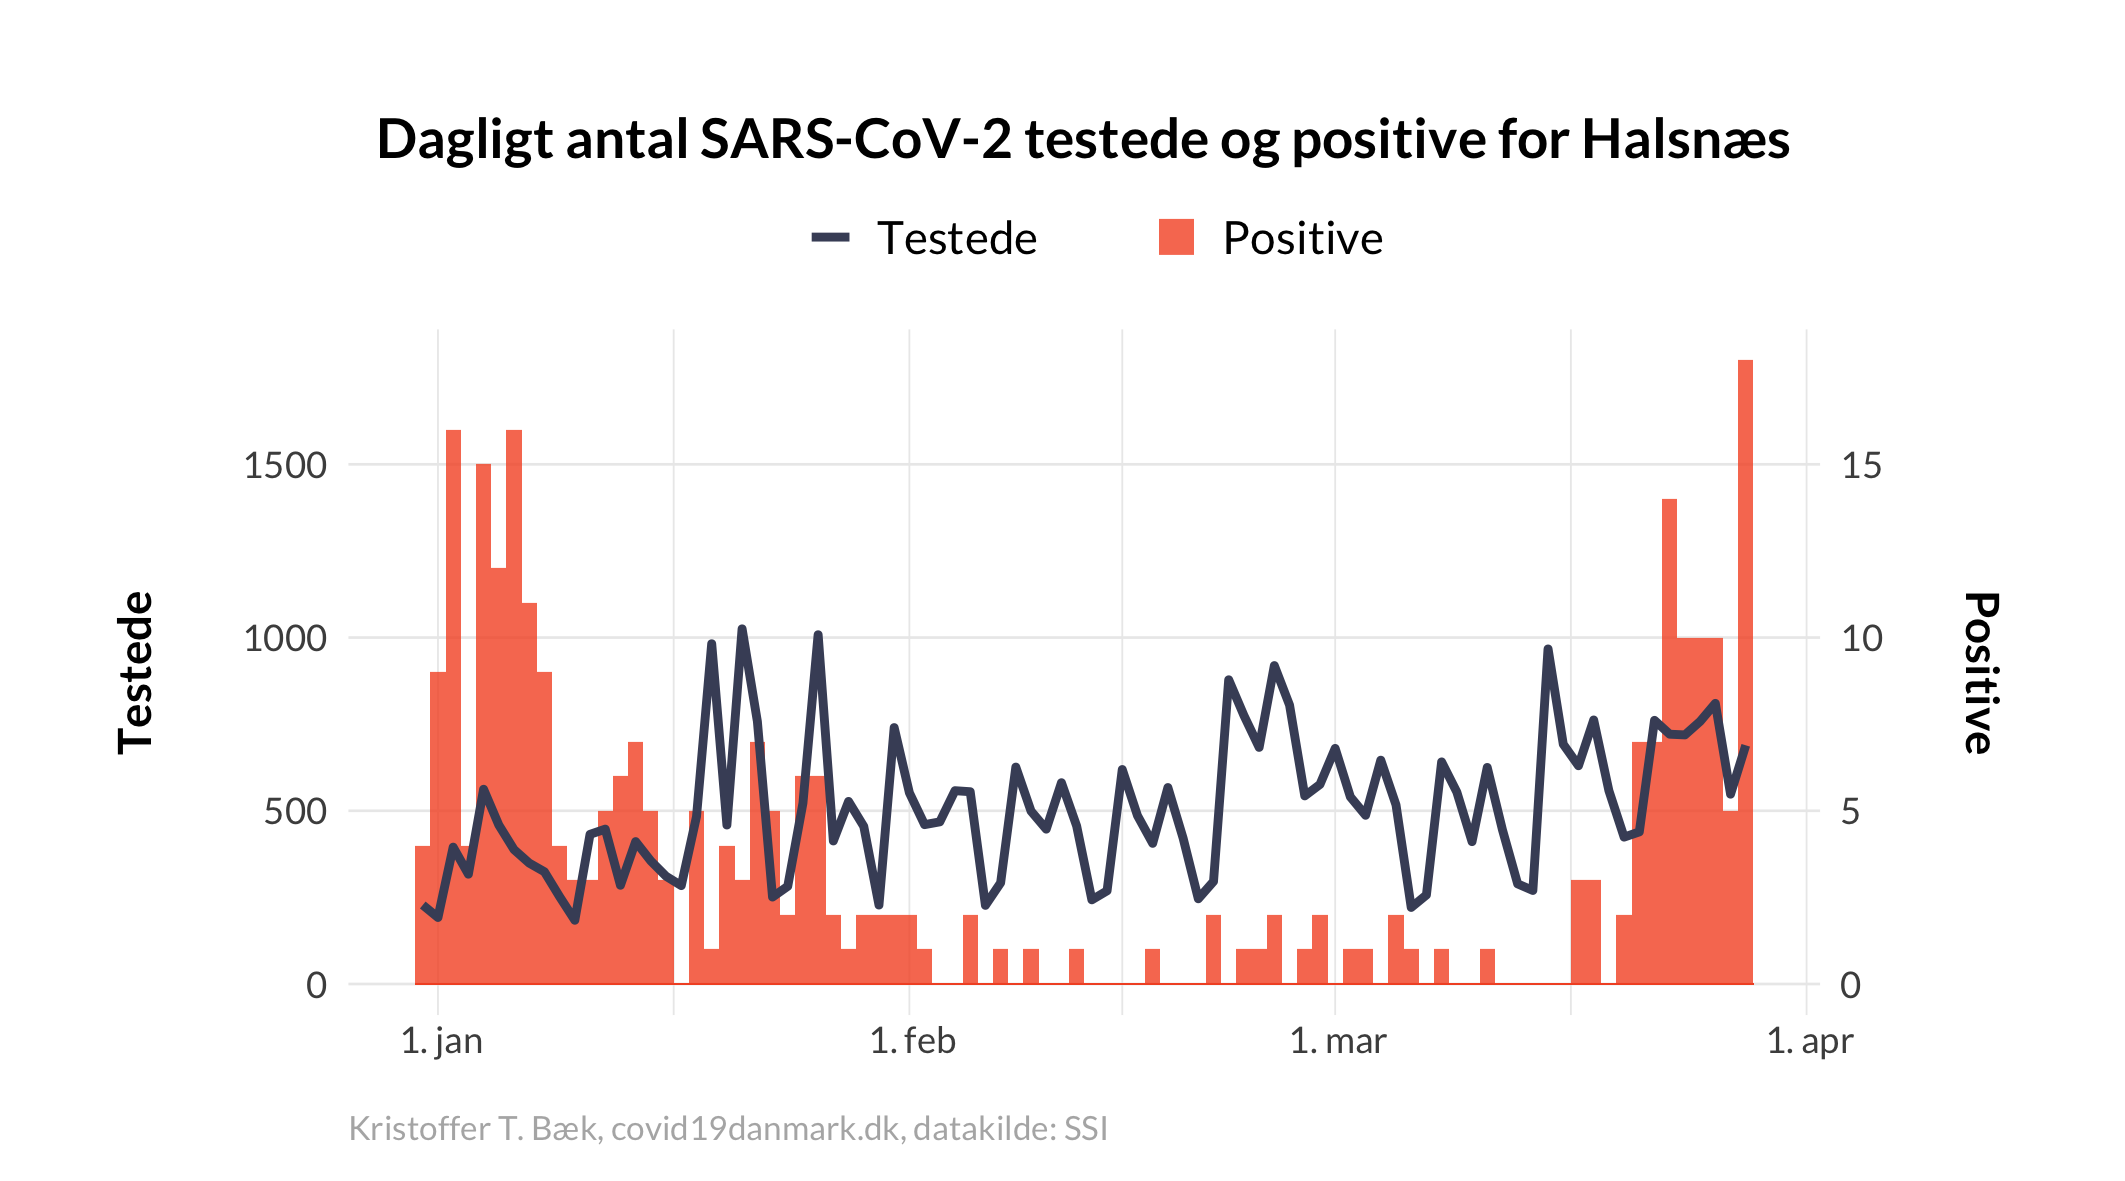 Dagligt antal SARS-CoV-2 testede og positive for Halsnæs
Testede
Positive
1500
1000
500
0
15
10
5
0
Testede
Positive
1. jan
1. feb
1. mar
1. apr
Kristoffer T. Bæk, covid19danmark.dk, datakilde: SSI